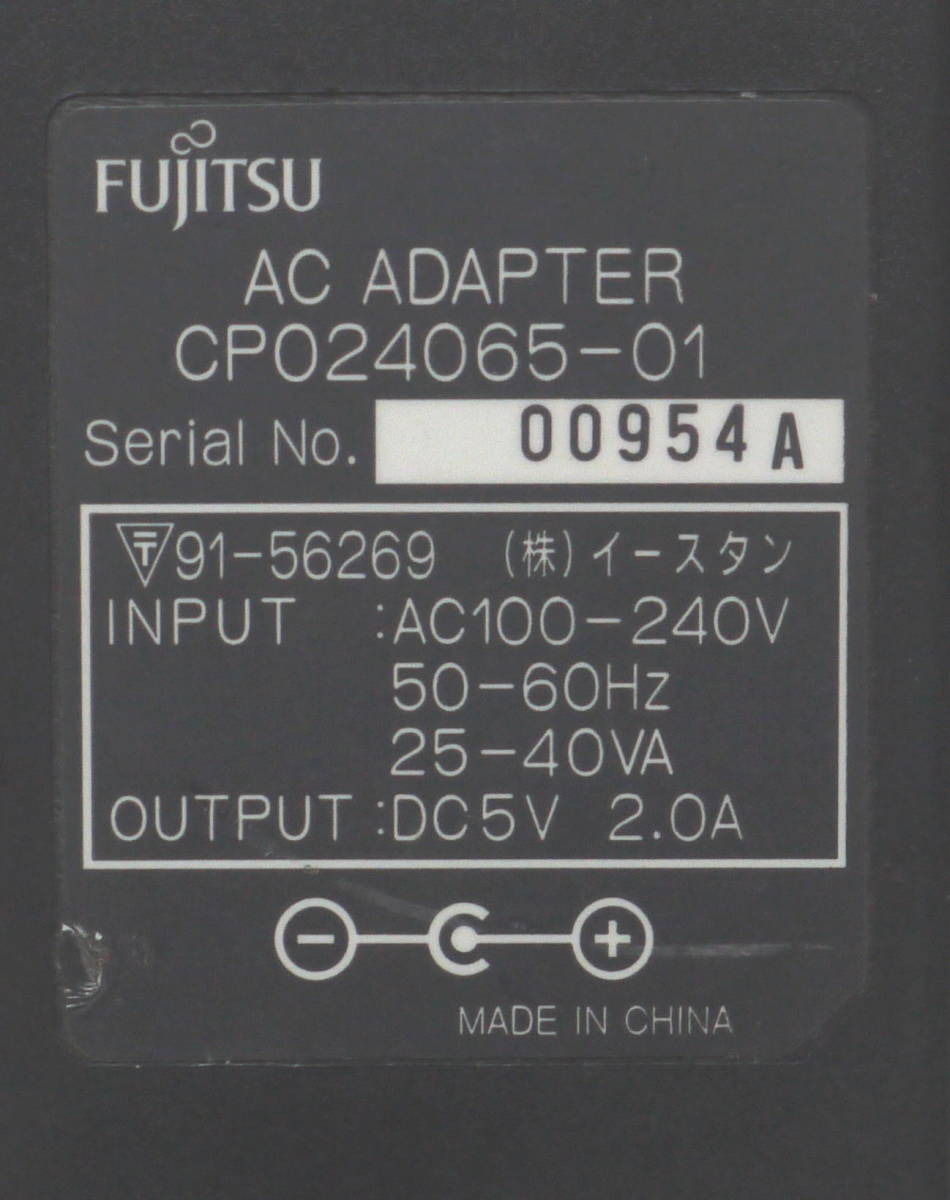 FUJITSU
AC ADAPTER
CP024065-01
Serial No. 00954A
〒91-56269 (株)イースタン
INPUT :AC100-240V
50-60Hz
25-40VA
OUTPUT :DC5V 2.0A
MADE IN CHINA